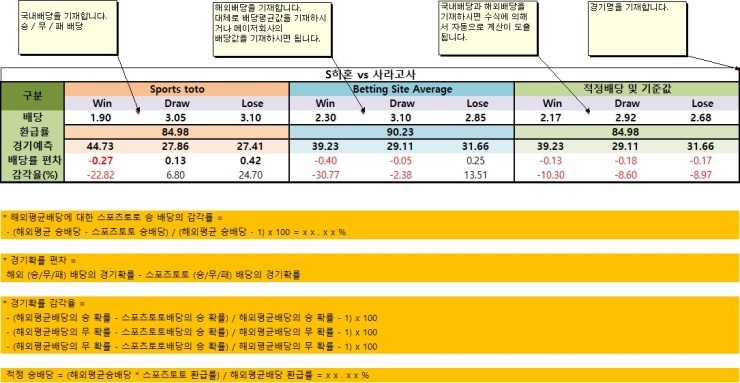 국내배당을 기재합니다.
승 / 무 / 패 배당
해외배당을 기재합니다.
대체로 배당평균값을 기재하시
거나 메이저회사의
배당값을 기재하시면 됩니다.
국내배당과 해외배당을
기재하시면 수식에 의해
서 자동으로 계산이 도출
됩니다.
경기명을 기재합니다.
S히혼 vs 사라고사
구분 Sports toto Betting Site Average 적정배당 및 기준값
Win Draw Lose Win Draw Lose Win Draw Lose
배당 1.90 3.05 3.10 2.30 3.10 2.85 2.17 2.92 2.68
환급률 84.98 90.23 84.98
경기예측 44.73 27.86 27.41 39.23 29.11 31.66 39.23 29.11 31.66
배당률 편차 -0.27 0.13 0.42 -0.40 -0.05 0.25 -0.13 -0.18 -0.17
감각율(%) -22.82 6.80 24.70 -30.77 -2.38 13.51 -10.30 -8.60 -8.97
* 해외평균배당에 대한 스포츠토토 승 배당의 감각률 =
- (해외평균 승배당 - 스포츠토토 승배당) / (해외평균 승배당 - 1) x 100 = x x . x x %
* 경기확률 편차 =
해외 (승/무/패) 배당의 경기확률 - 스포츠토토 (승/무/패) 배당의 경기확률
* 경기확률 감각율 =
- (해외평균배당의 승 확률 - 스포츠토토배당의 승 확률) / 해외평균배당의 승 확률 - 1) x 100
- (해외평균배당의 무 확률 - 스포츠토토배당의 무 확률) / 해외평균배당의 무 확률 - 1) x 100
- (해외평균배당의 패 확률 - 스포츠토토배당의 패 확률) / 해외평균배당의 패 확률 - 1) x 100
적정 승배당 = (해외평균승배당 * 스포츠토토 환급률) / 해외평균배당 환급률 = x x . x x %